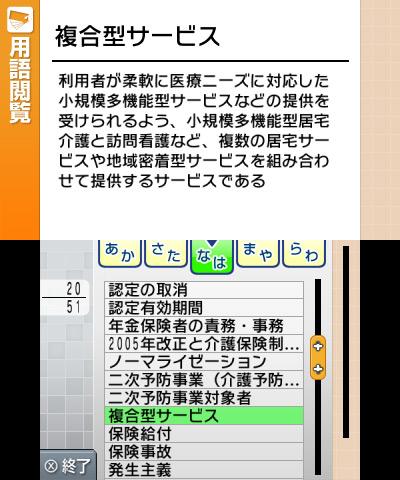 用語閲覧
複合型サービス
利用者が柔軟に医療ニーズに対応した
小規模多機能型サービスなどの提供を
受けられるよう、小規模多機能型居宅
介護と訪問看護など、複数の居宅サー
ビスや地域密着型サービスを組み合わ
せて提供するサービスである
あか さた なは まや らわ
20
51
認定の取消
認定有効期間
年金保険者の責務・事務
2005年改正と介護保険制...
ノーマライゼーション
二次予防事業（介護予防...
二次予防事業対象者
複合型サービス
保険給付
保険事故
発生主義
Ⓧ終了